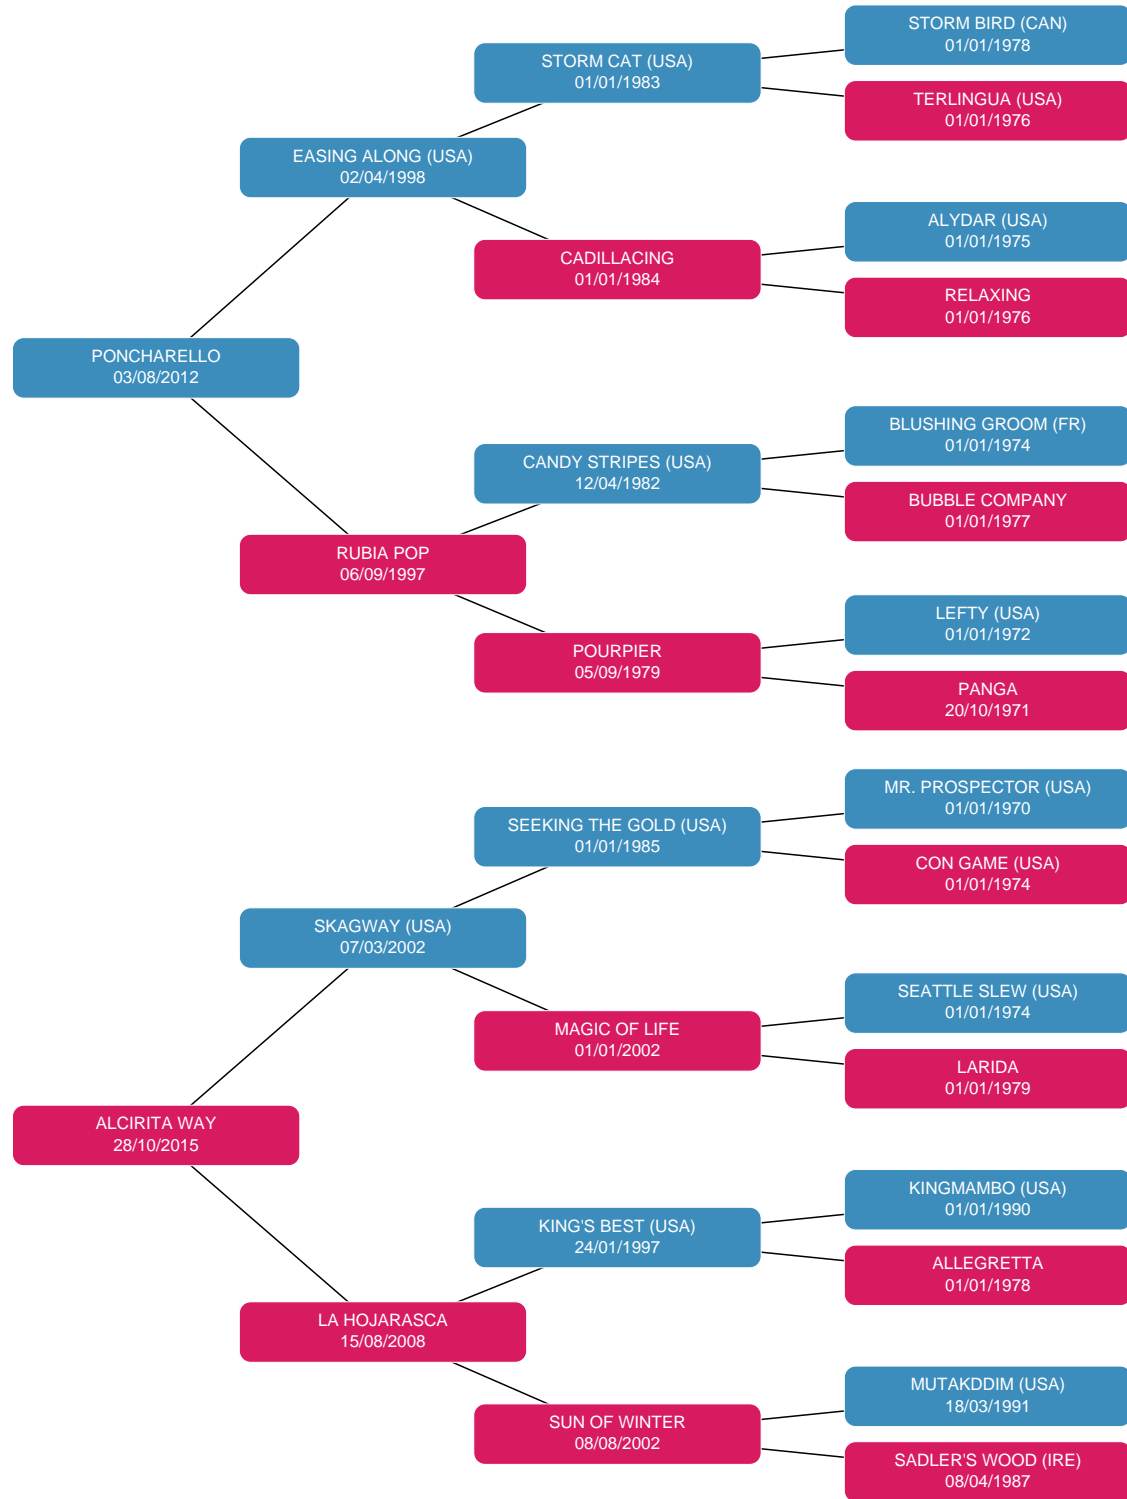 STORM BIRD (CAN)
01/01/1978
STORM CAT (USA)
01/01/1983
TERLINGUA (USA)
01/01/1976
EASING ALONG (USA)
02/04/1998
ALYDAR (USA)
01/01/1975
CADILLACING
01/01/1984
RELAXING
01/01/1976
PONCHARELLO
03/08/2012
BLUSHING GROOM (FR)
01/01/1974
CANDY STRIPES (USA)
12/04/1982
BUBBLE COMPANY
01/01/1977
RUBIA POP
06/09/1997
LEFTY (USA)
01/01/1972
POURPIER
05/09/1979
PANGA
20/10/1971
MR. PROSPECTOR (USA)
01/01/1970
SEEKING THE GOLD (USA)
01/01/1985
CON GAME (USA)
01/01/1974
SKAGWAY (USA)
07/03/2002
SEATTLE SLEW (USA)
01/01/1974
MAGIC OF LIFE
01/01/2002
LARIDA
01/01/1979
ALCIRITA WAY
28/10/2015
KINGMAMBO (USA)
01/01/1990
KING'S BEST (USA)
24/01/1997
ALLEGRETTA
01/01/1978
LA HOJARASCA
15/08/2008
MUTAKDDIM (USA)
18/03/1991
SUN OF WINTER
08/08/2002
SADLER'S WOOD (IRE)
08/04/1987